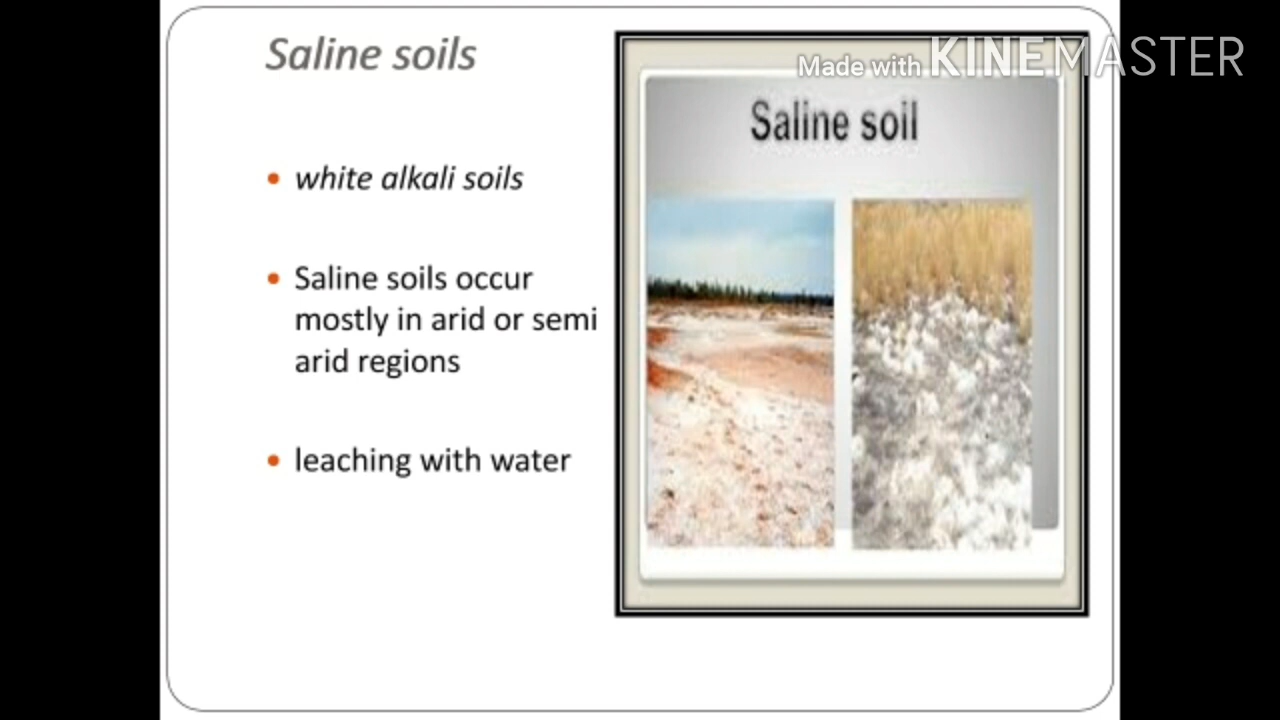 Saline soils
Made with KINEMASTER
Saline soil
white alkali soils
Saline soils occur
mostly in arid or semi
arid regions
leaching with water